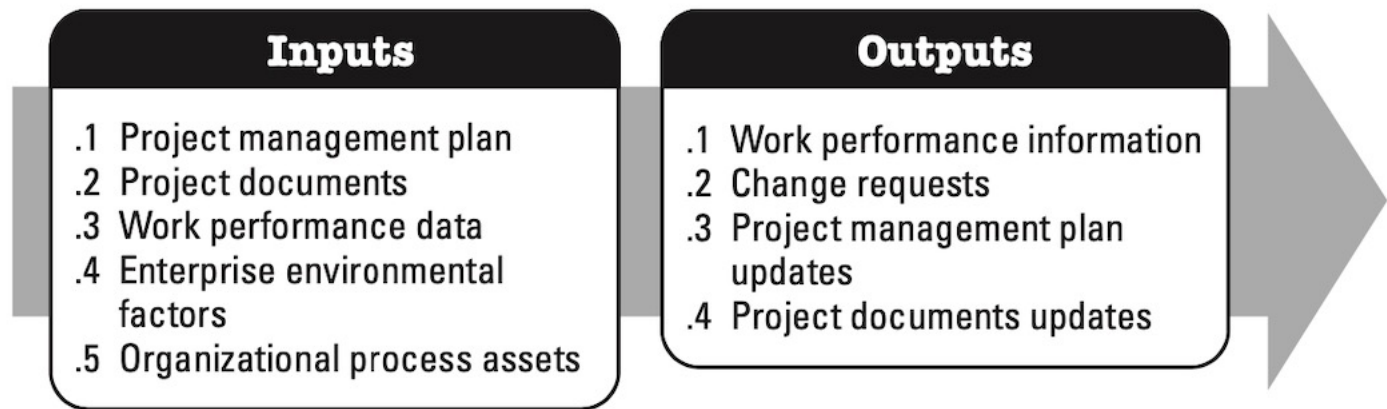 Inputs
.1 Project management plan
.2 Project documents
.3 Work performance data
.4 Enterprise environmental
factors
.5 Organizational process assets
Outputs
.1 Work performance information
.2 Change requests
.3 Project management plan
updates
.4 Project documents updates